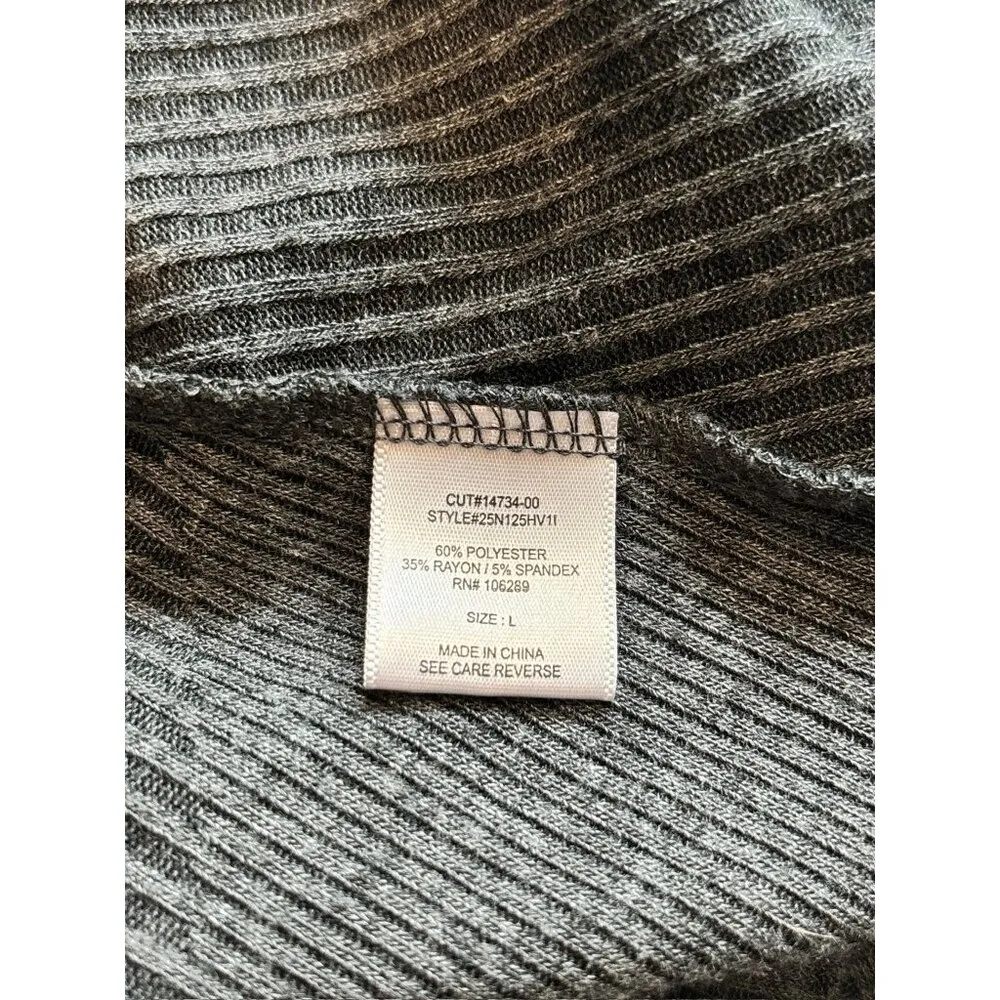 CUT#14734-00
STYLE#25N125HV1I
60% POLYESTER
35% RAYON / 5% SPANDEX
RN# 106289
SIZE : L
MADE IN CHINA
SEE CARE REVERSE